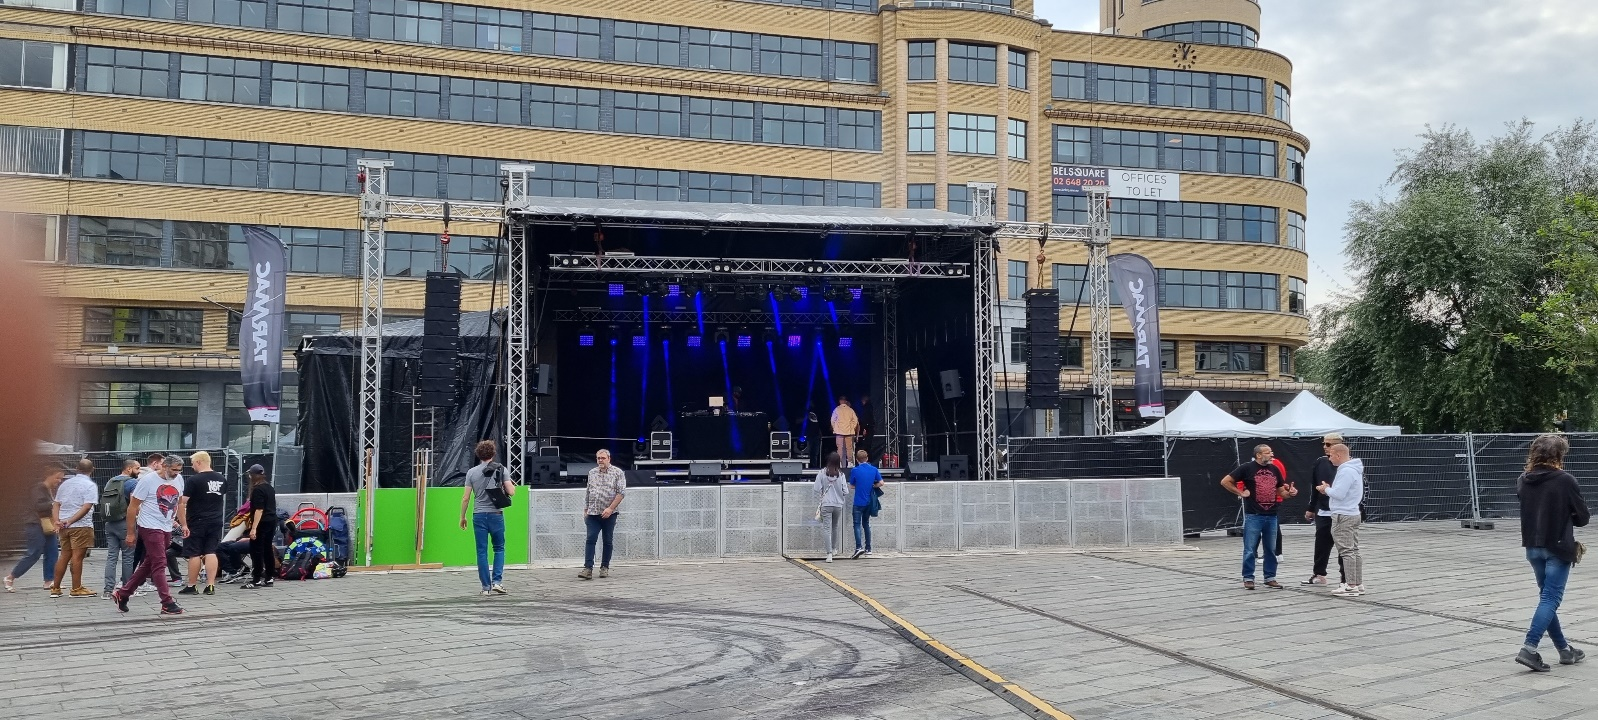 BELSQUARE
02 648 20 20
OFFICES
TO LET
TARMAC
TARMAC